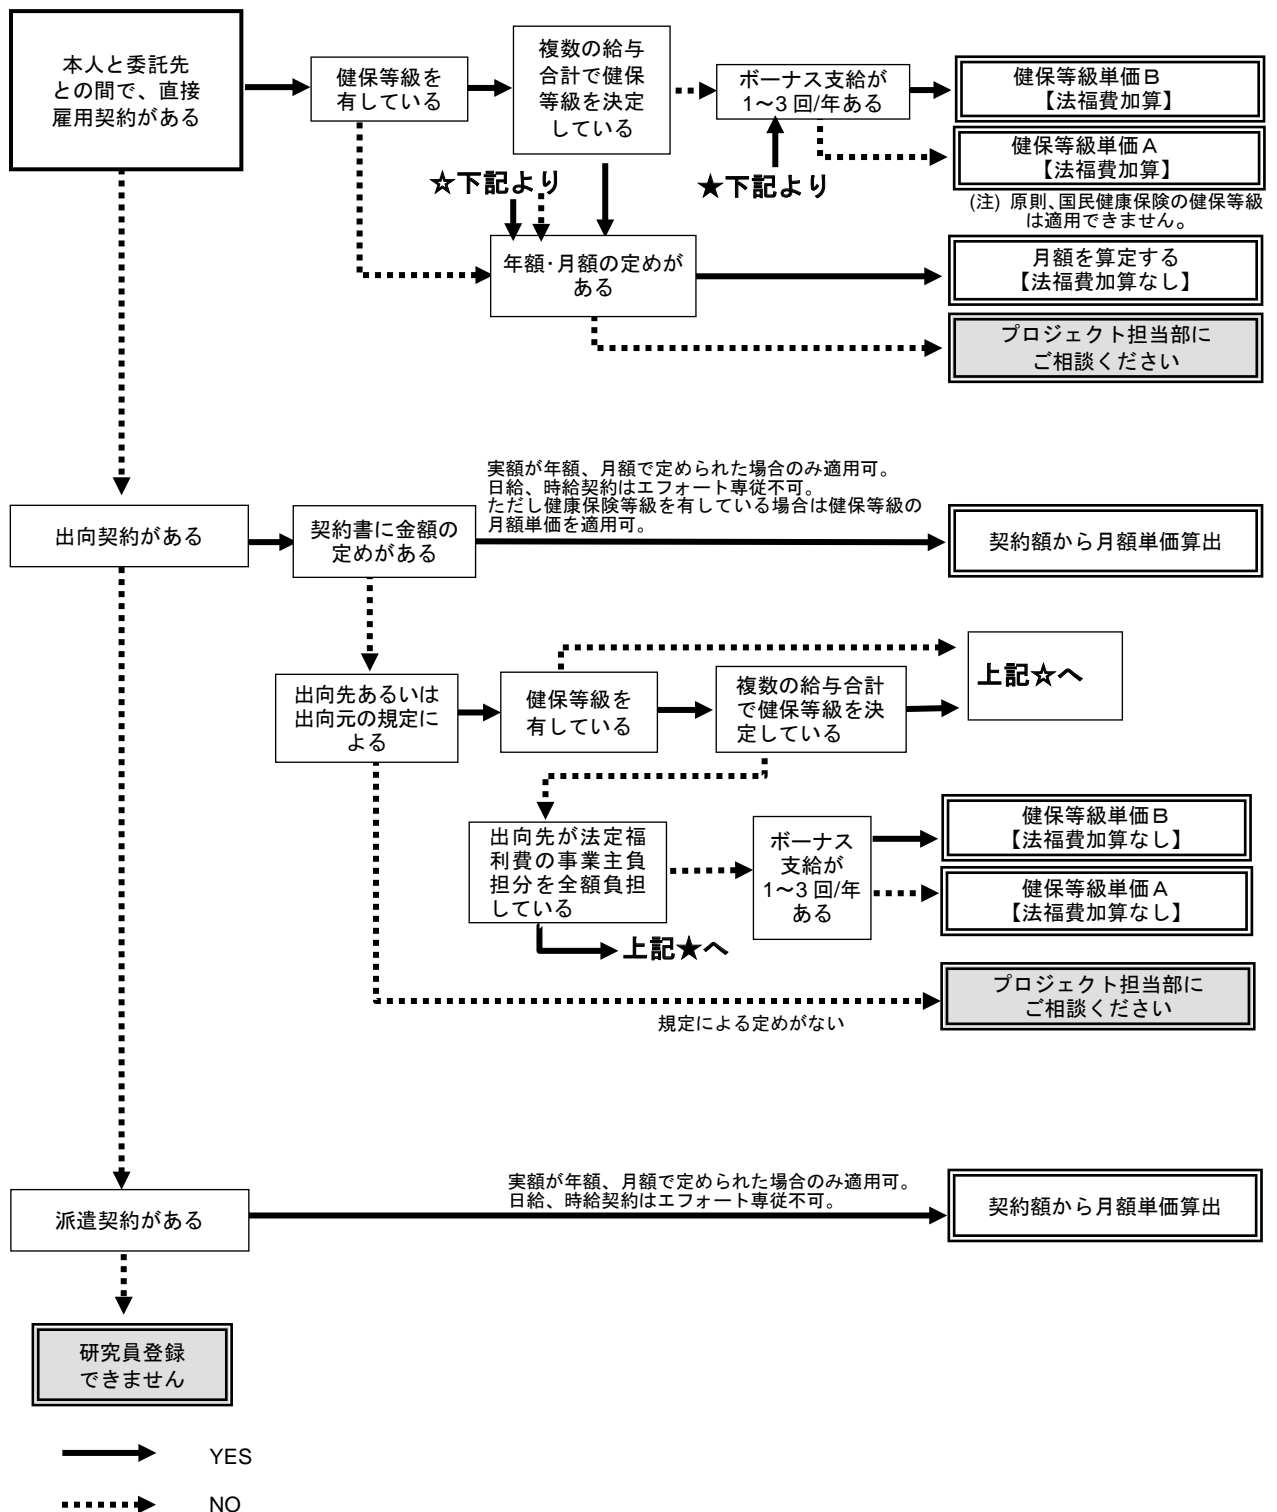 本人と委託先
との間で、直接
雇用契約がある
健保等級を
有している
複数の給与
合計で健保
等級を決定
している
ボーナス支給が
1～3 回/年ある
健保等級単価Ｂ
【法福費加算】
健保等級単価Ａ
【法福費加算】
(注) 原則、国民健康保険の健保等級
は適用できません。
☆下記より
★下記より
年額･月額の定めが
ある
月額を算定する
【法福費加算なし】
プロジェクト担当部に
ご相談ください
実額が年額、月額で定められた場合のみ適用可。
日給、時給契約はエフォート専従不可。
ただし健康保険等級を有している場合は健保等級の
月額単価を適用可。
出向契約がある
契約書に金額の
定めがある
契約額から月額単価算出
出向先あるいは
出向元の規定に
よる
健保等級を
有している
複数の給与合計
で健保等級を決
定している
上記☆へ
出向先が法定福
利費の事業主負
担分を全額負担
している
ボーナス
支給が
1～3 回/年
ある
健保等級単価Ｂ
【法福費加算なし】
健保等級単価Ａ
【法福費加算なし】
上記★へ
プロジェクト担当部に
ご相談ください
規定による定めがない
実額が年額、月額で定められた場合のみ適用可。
日給、時給契約はエフォート専従不可。
派遣契約がある
契約額から月額単価算出
研究員登録
できません
YES
NO